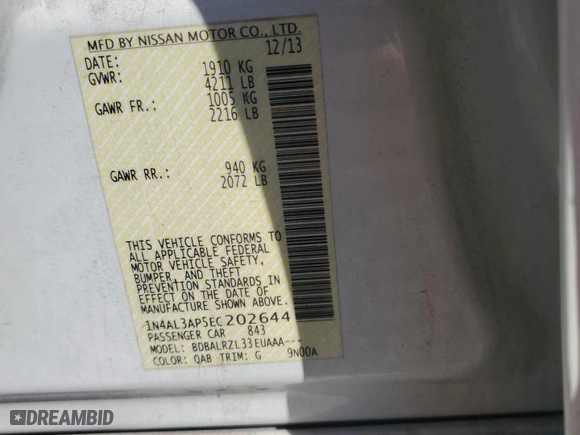 MFD BY NISSAN MOTOR CO., LTD.
DATE: 12/13
GVWR: 1910 KG
4211 LB
GAWR FR.: 1005 KG
2216 LB
GAWR RR.: 940 KG
2072 LB
THIS VEHICLE CONFORMS TO
ALL APPLICABLE FEDERAL
MOTOR VEHICLE SAFETY,
BUMPER, AND THEFT
PREVENTION STANDARDS IN
EFFECT ON THE DATE OF
MANUFACTURE SHOWN ABOVE.
1N4AL3AP5EC202644
PASSENGER CAR 843
MODEL: BDBALRZL33EUAAA---
COLOR: QAB TRIM: G 9N00A
DREAMBID